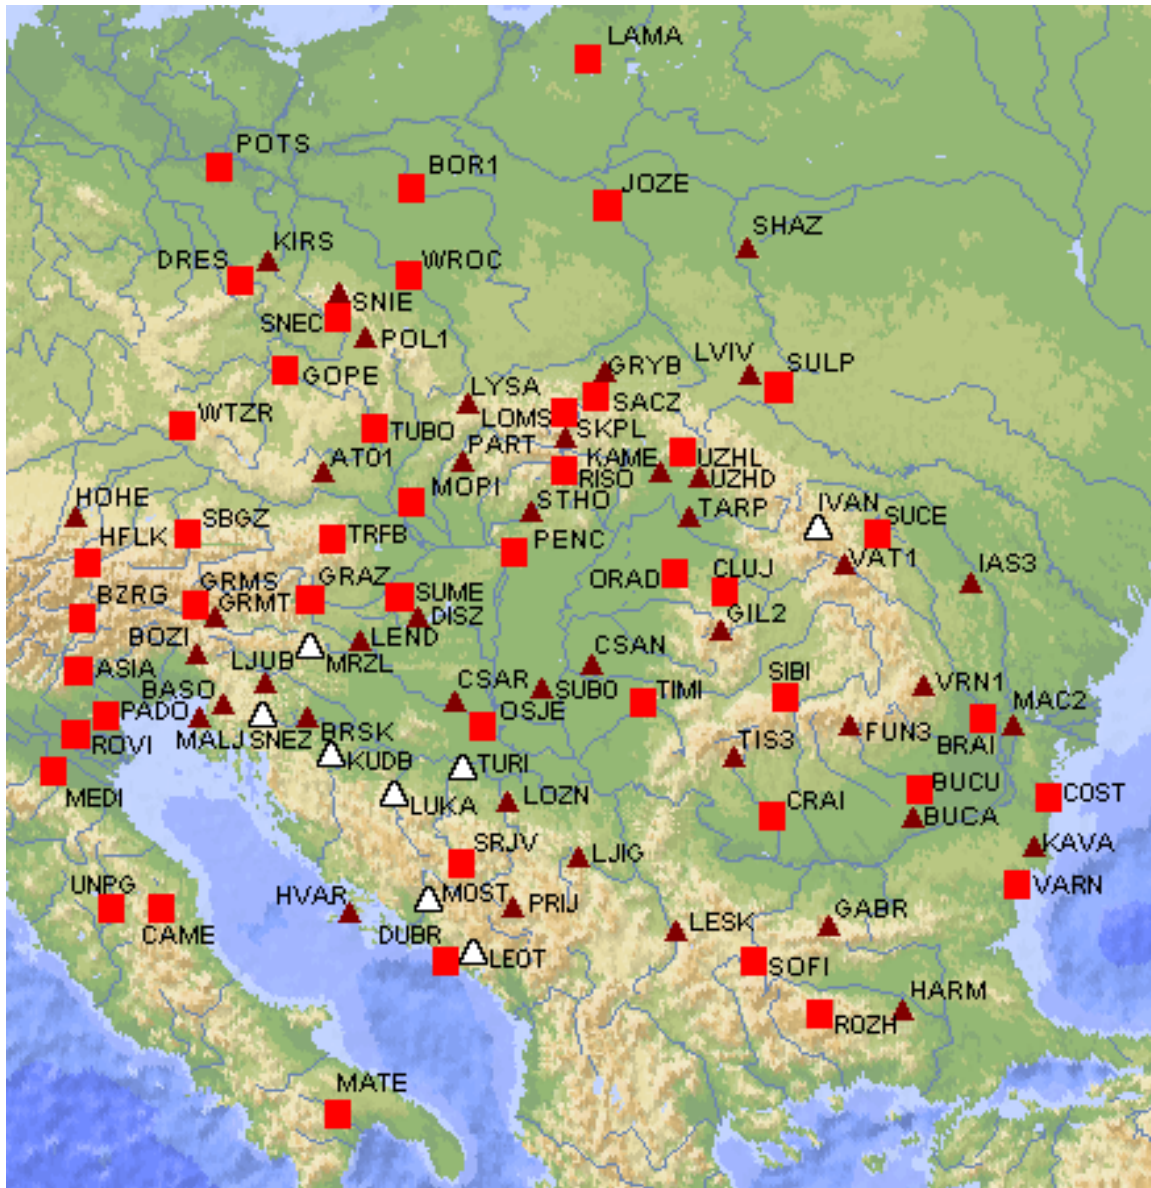 LAMA
POTS
BOR1
JOZE
SHAZ
KIRS
DRES
WROC
SNIE
SNEC
POL1
GOPE
GRYB
LVIV
SULP
LYSA
SACZ
WTZR
LOMS
TUBO
SKPL
PART
KAME
UZHL
AT01
RISO
UZHD
MOPI
HOHE
STHO
IVAN
TARP
SBGZ
SUCE
HFLK
TRFB
PENC
VAT1
IAS3
GRMS
GRAZ
ORAD
CLUJ
BZRG
SUME
GRMT
DISZ
GIL2
BOZI
LEND
LJUB
MRZL
CSAN
ASIA
CSAR
SIBI
BASO
SUBO
TIMI
VRN1
PADO
MAC2
OSJE
MALJ
SNEZ
BRSK
FUN3
ROVI
TIS3
BRAI
KUDB
TURI
BUCU
MEDI
COST
LUKA
LOZN
CRAI
BUCA
SRJV
LJIG
KAVA
UNPG
VARN
HVAR
MOST
PRIJ
GABR
LESK
CAME
DUBR
LEOT
SOFI
HARM
ROZH
MATE